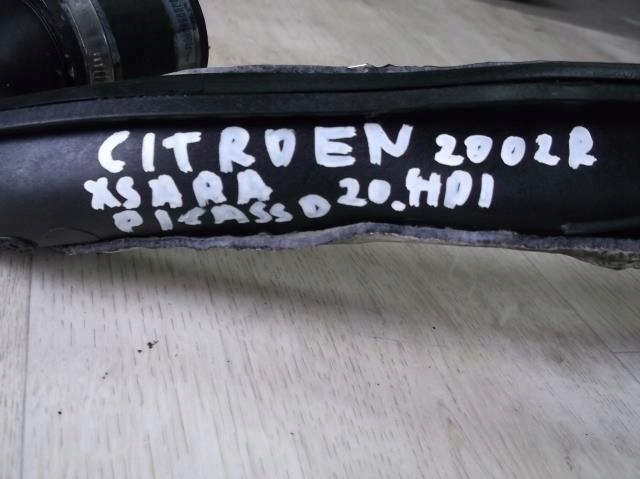 CITROEN 2002R
XSARA 20.HDI
PICASSO